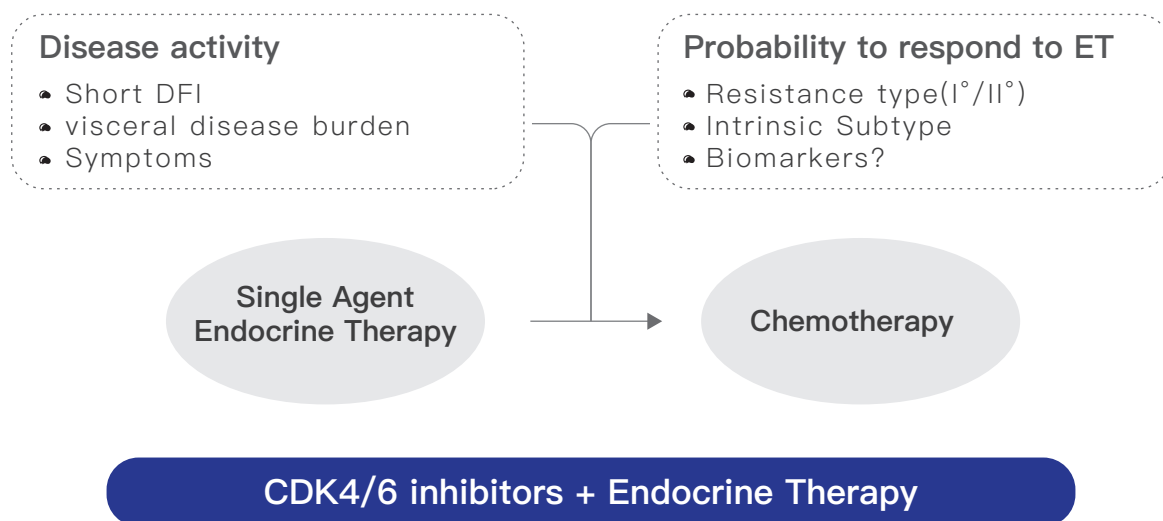 Disease activity
Short DFI
visceral disease burden
Symptoms
Probability to respond to ET
Resistance type(I°/II°)
Intrinsic Subtype
Biomarkers?
Single Agent
Endocrine Therapy
Chemotherapy
CDK4/6 inhibitors + Endocrine Therapy